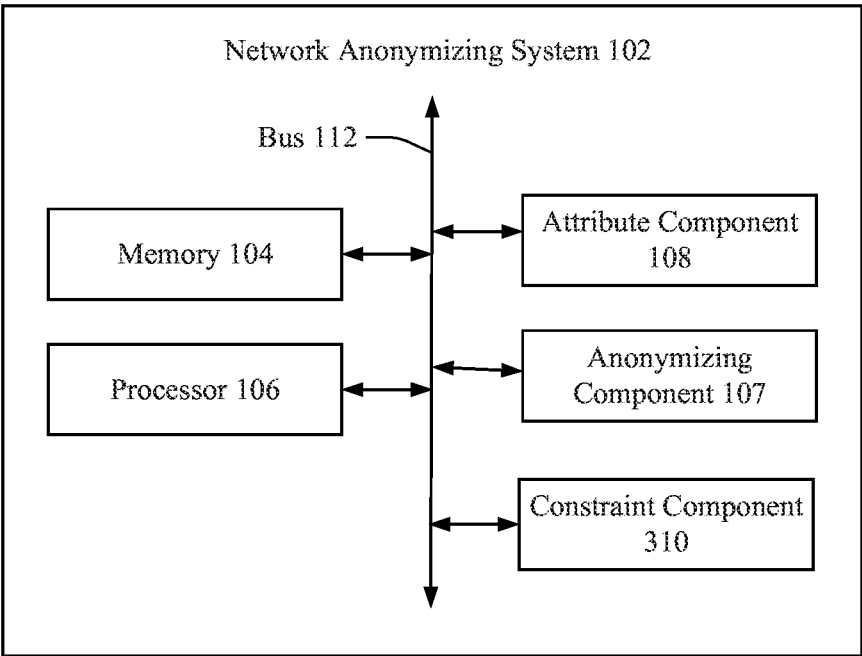 Network Anonymizing System 102
Bus 112
Memory 104
Attribute Component
108
Processor 106
Anonymizing
Component 107
Constraint Component
310